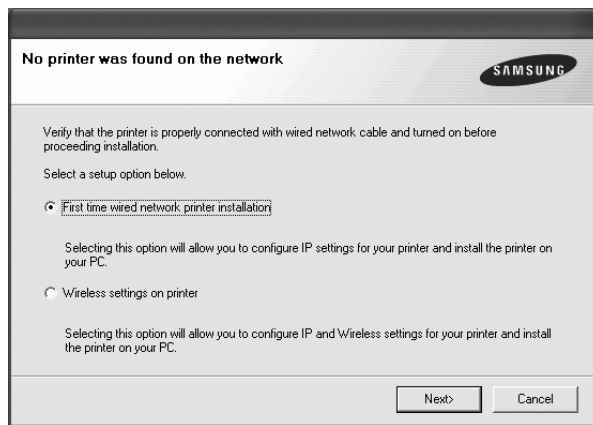 No printer was found on the network
SAMSUNG
Verify that the printer is properly connected with wired network cable and turned on before
proceeding installation.
Select a setup option below.
First time wired network printer installation
Selecting this option will allow you to configure IP settings for your printer and install the printer on
your PC.
Wireless settings on printer
Selecting this option will allow you to configure IP and Wireless settings for your printer and install
the printer on your PC.
Next>
Cancel